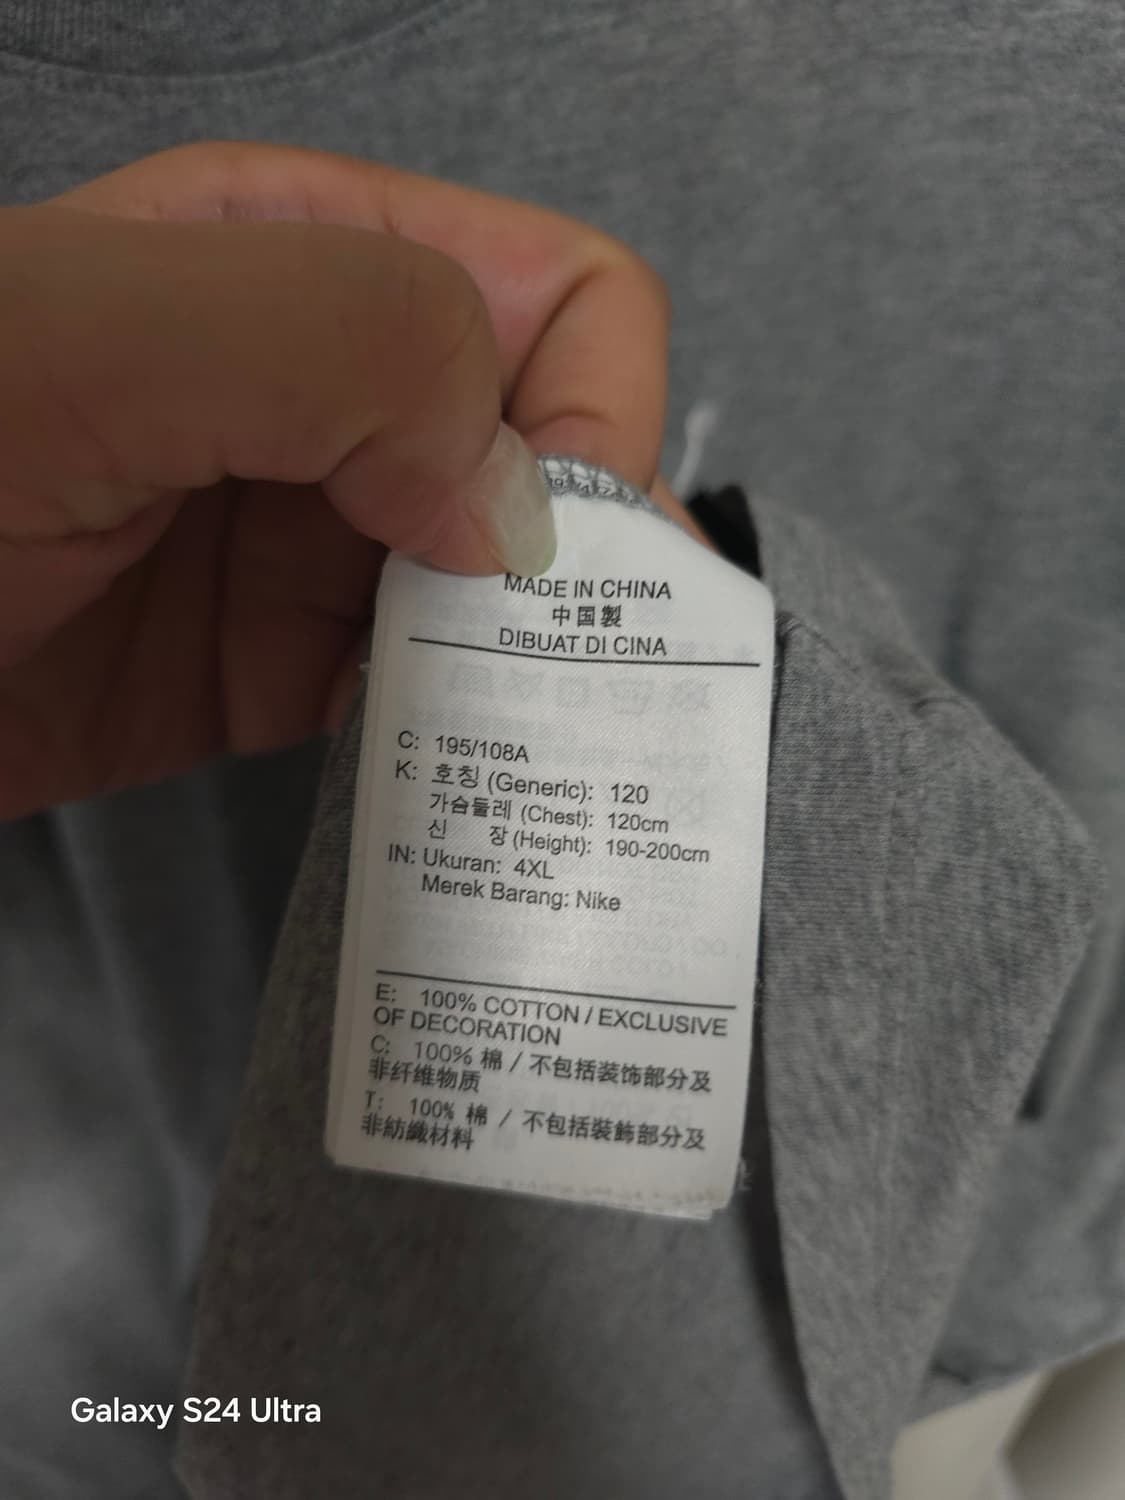 MADE IN CHINA
中国製
DIBUAT DI CINA
C: 195/108A
K: 호칭 (Generic): 120
가슴둘레 (Chest): 120cm
신 장 (Height): 190-200cm
IN: Ukuran: 4XL
Merek Barang: Nike
E: 100% COTTON / EXCLUSIVE
OF DECORATION
C: 100% 棉 / 不包括装饰部分及
非纤维物质
T: 100% 棉 / 不包括裝飾部分及
非紡織材料
Galaxy S24 Ultra